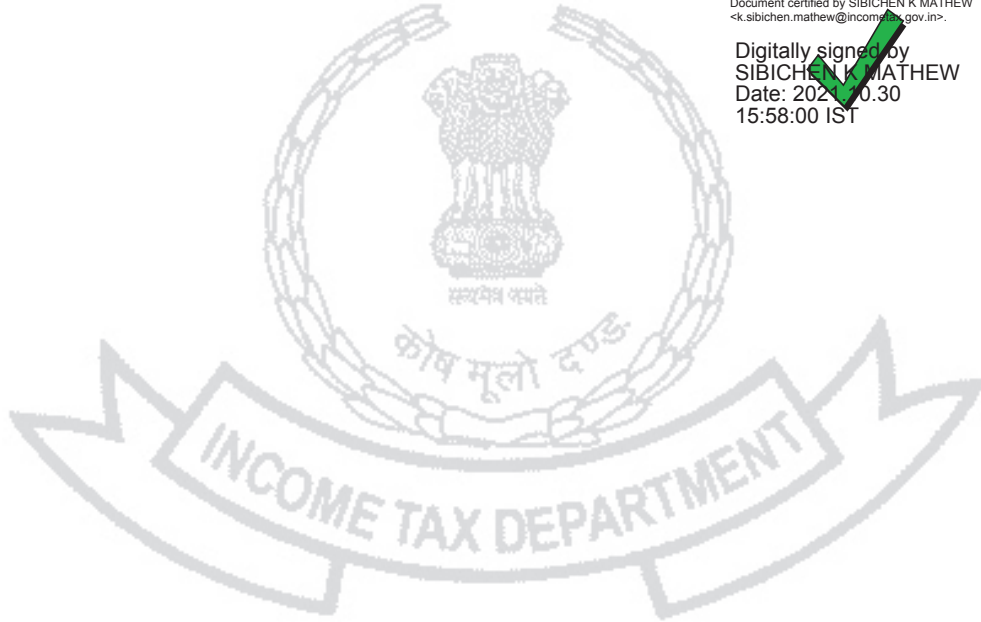 Document certified by SIBICHEN K MATHEW
<k.sibichen.mathew@incometax.gov.in>.
Digitally signed by
SIBICHEN K MATHEW
Date: 2021.10.30
15:58:00 IST
सत्यमेव जयते
कोष मूलो दण्ड
INCOME TAX DEPARTMENT